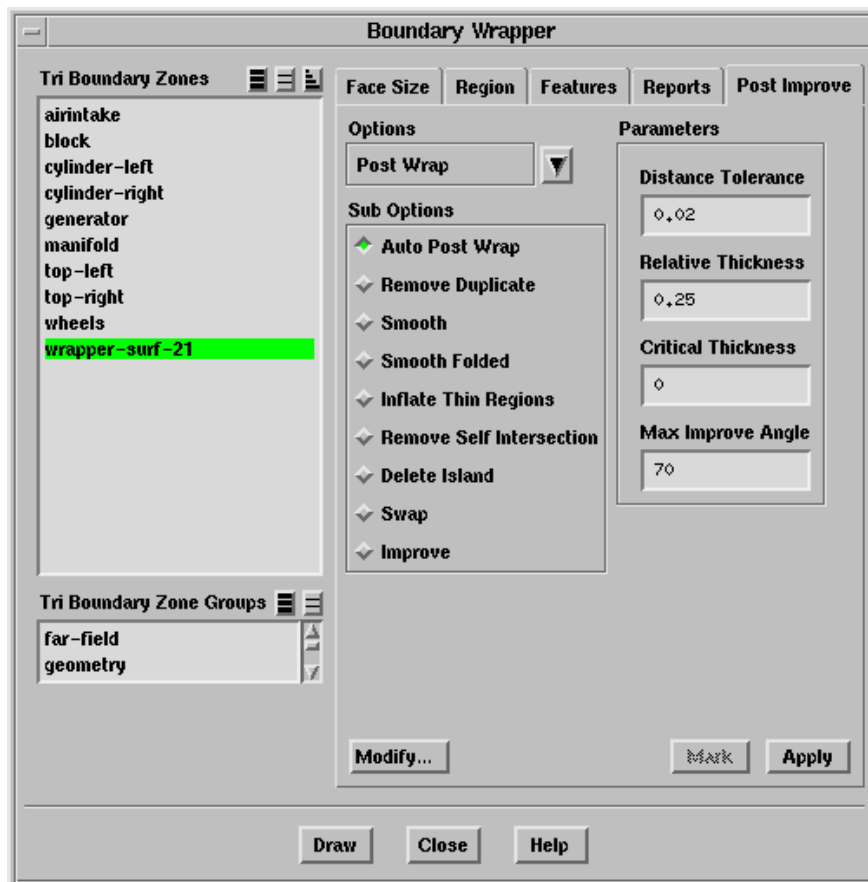 Boundary Wrapper
Tri Boundary Zones
airintake
block
cylinder-left
cylinder-right
generator
manifold
top-left
top-right
wheels
wrapper-surf-21
Tri Boundary Zone Groups
far-field
geometry
Face Size Region Features Reports Post Improve
Options
Post Wrap
Sub Options
Auto Post Wrap
Remove Duplicate
Smooth
Smooth Folded
Inflate Thin Regions
Remove Self Intersection
Delete Island
Swap
Improve
Parameters
Distance Tolerance
0.02
Relative Thickness
0.25
Critical Thickness
0
Max Improve Angle
70
Modify... Mark Apply
Draw Close Help